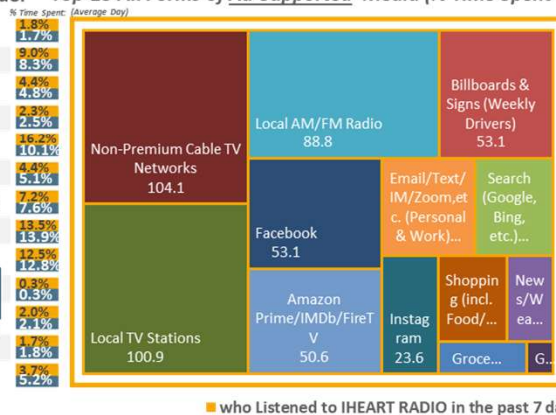 % Time Spent: (Average Day)
1.8%
1.7%
9.0%
8.3%
4.4%
4.8%
2.3%
2.5%
16.2%
10.1%
4.4%
5.1%
7.2%
7.6%
13.5%
13.9%
12.5%
12.8%
0.3%
0.3%
2.0%
2.1%
1.7%
1.8%
3.7%
5.2%
Non-Premium Cable TV
Networks
104.1
Local TV Stations
100.9
Local AM/FM Radio
88.8
Billboards &
Signs (Weekly
Drivers)
53.1
Facebook
53.1
Email/Text/
IM/Zoom,et
c. (Personal
& Work)...
Search
(Google,
Bing,
etc.)...
Amazon
Prime/IMDb/FireT
V
50.6
Instag
ram
23.6
Shoppin
g (incl.
Food/...
New
s/W
ea...
Groce...
G...
who Listened to IHEART RADIO in the past 7 d